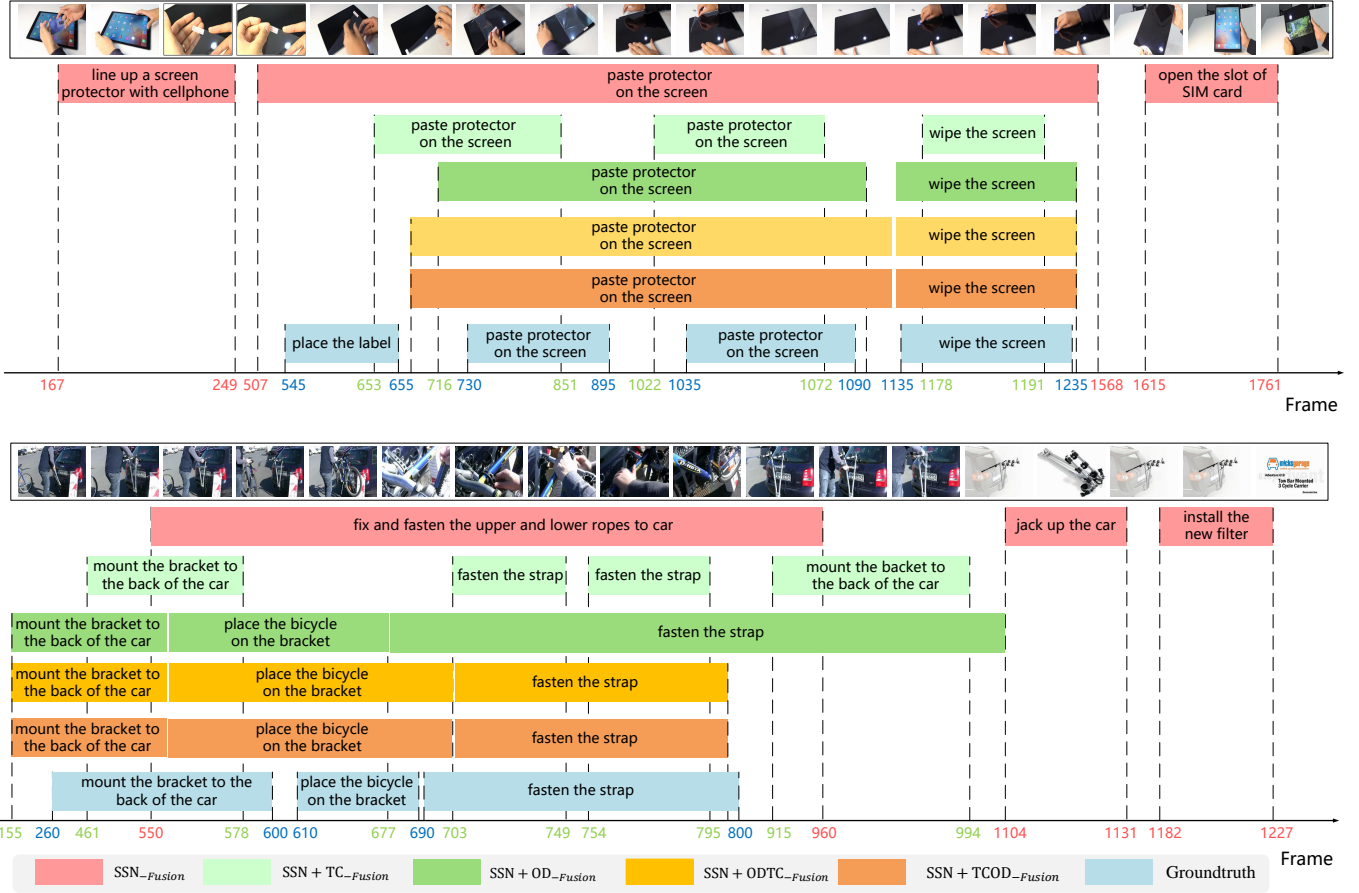 line up a screen
protector with cellphone
paste protector
on the screen
open the slot of
SIM card
paste protector
on the screen
paste protector
on the screen
wipe the screen
paste protector
on the screen
wipe the screen
paste protector
on the screen
wipe the screen
paste protector
on the screen
wipe the screen
place the label
paste protector
on the screen
paste protector
on the screen
wipe the screen
167 249 507 545 653 655 716 730 851 895 1022 1035 1072 1090 1135 1178 1191 1235 1568 1615 1761
Frame
nicksgarage
Tow Bar Mounted
3 Cycle Carrier
fix and fasten the upper and lower ropes to car
jack up the car
install the
new filter
mount the bracket to
the back of the car
fasten the strap
fasten the strap
mount the backet to
the back of the car
mount the bracket to
the back of the car
place the bicycle
on the bracket
fasten the strap
mount the bracket to
the back of the car
place the bicycle
on the bracket
fasten the strap
mount the bracket to
the back of the car
place the bicycle
on the bracket
fasten the strap
mount the bracket to the
back of the car
place the bicycle
on the bracket
fasten the strap
155 260 461 550 578 600 610 677 690 703 749 754 795 800 915 960 994 1104 1131 1182 1227
Frame
SSN_Fusion
SSN + TC_Fusion
SSN + OD_Fusion
SSN + ODTC_Fusion
SSN + TCOD_Fusion
Groundtruth